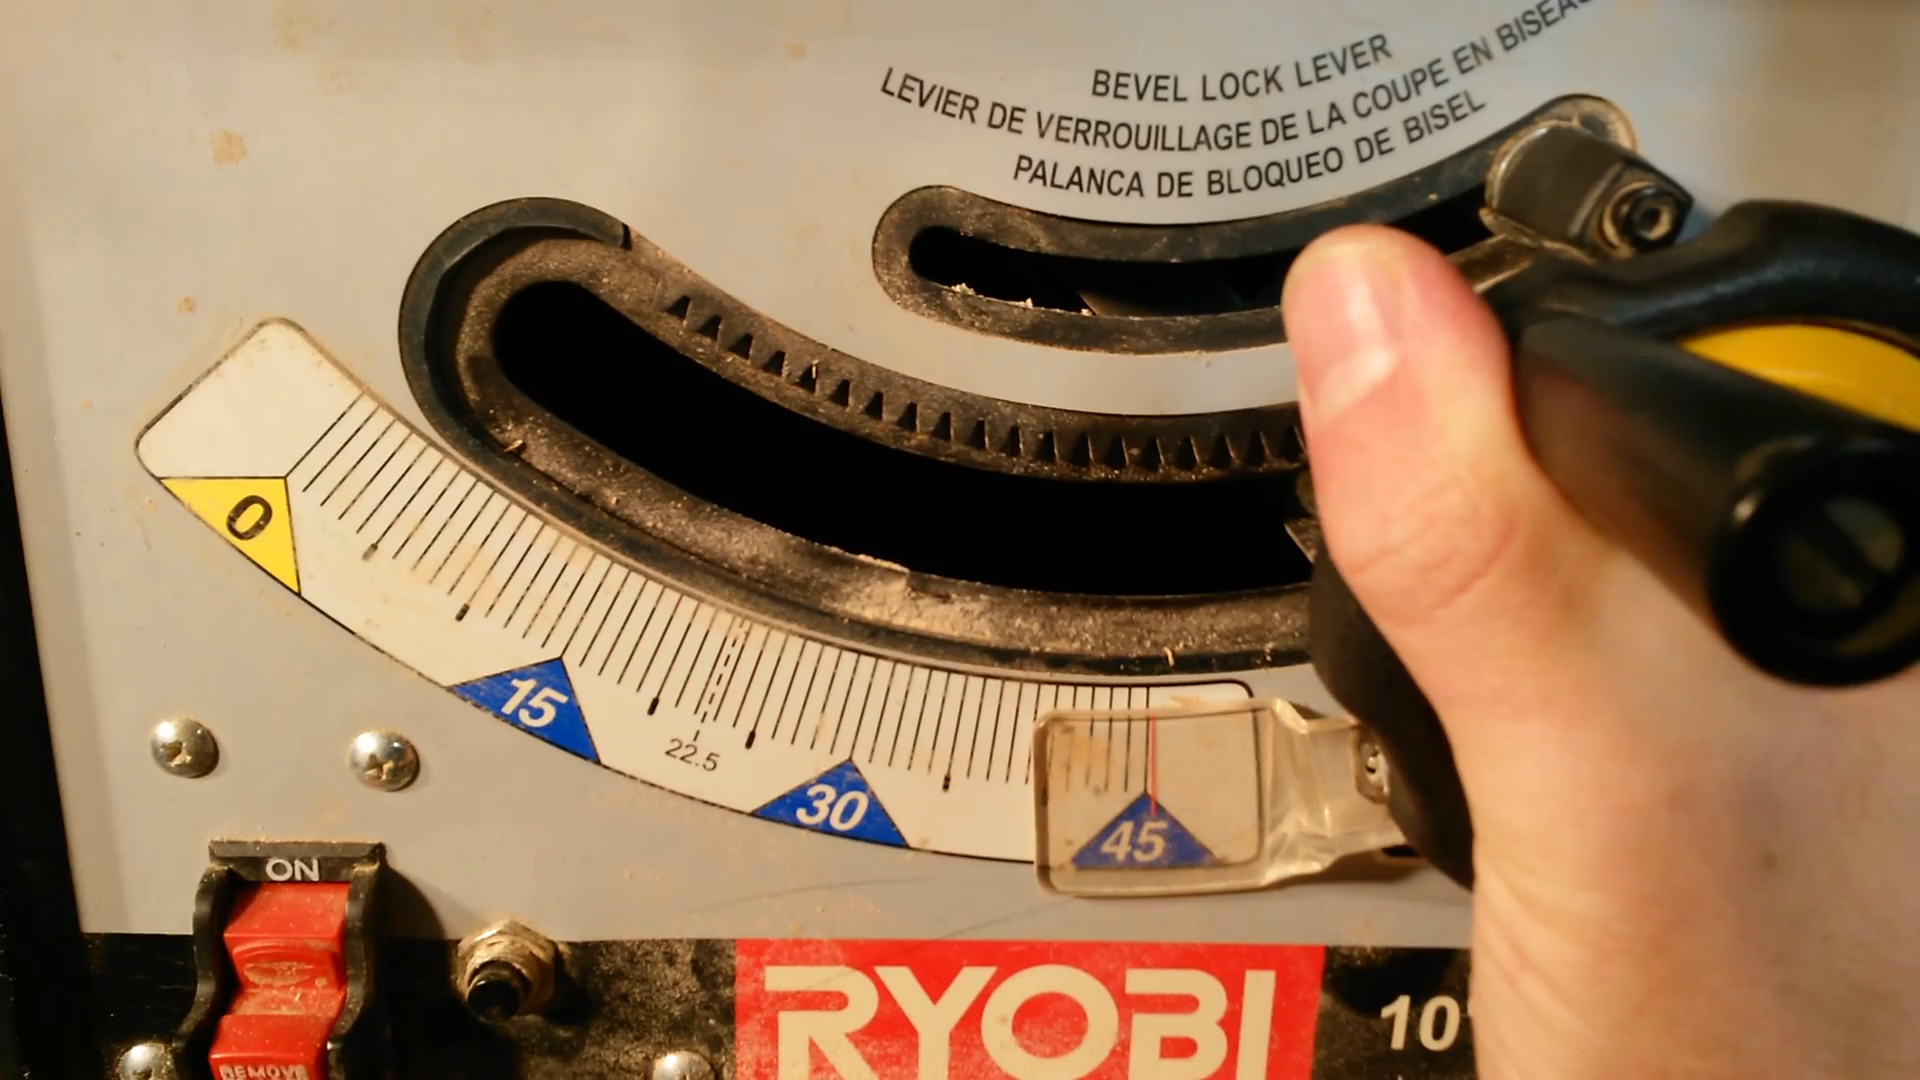 BEVEL LOCK LEVER
LEVIER DE VERROUILLAGE DE LA COUPE EN BISEAU
PALANCA DE BLOQUEO DE BISEL
0
15
22.5
30
45
ON
REMOVE
RYOBI
10"